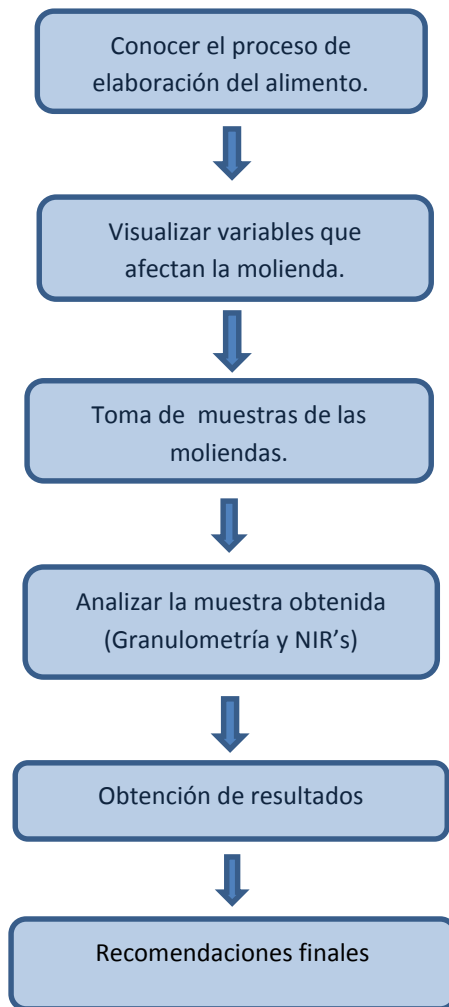 Conocer el proceso de
elaboración del alimento.
Visualizar variables que
afectan la molienda.
Toma de muestras de las
moliendas.
Analizar la muestra obtenida
(Granulometría y NIR’s)
Obtención de resultados
Recomendaciones finales